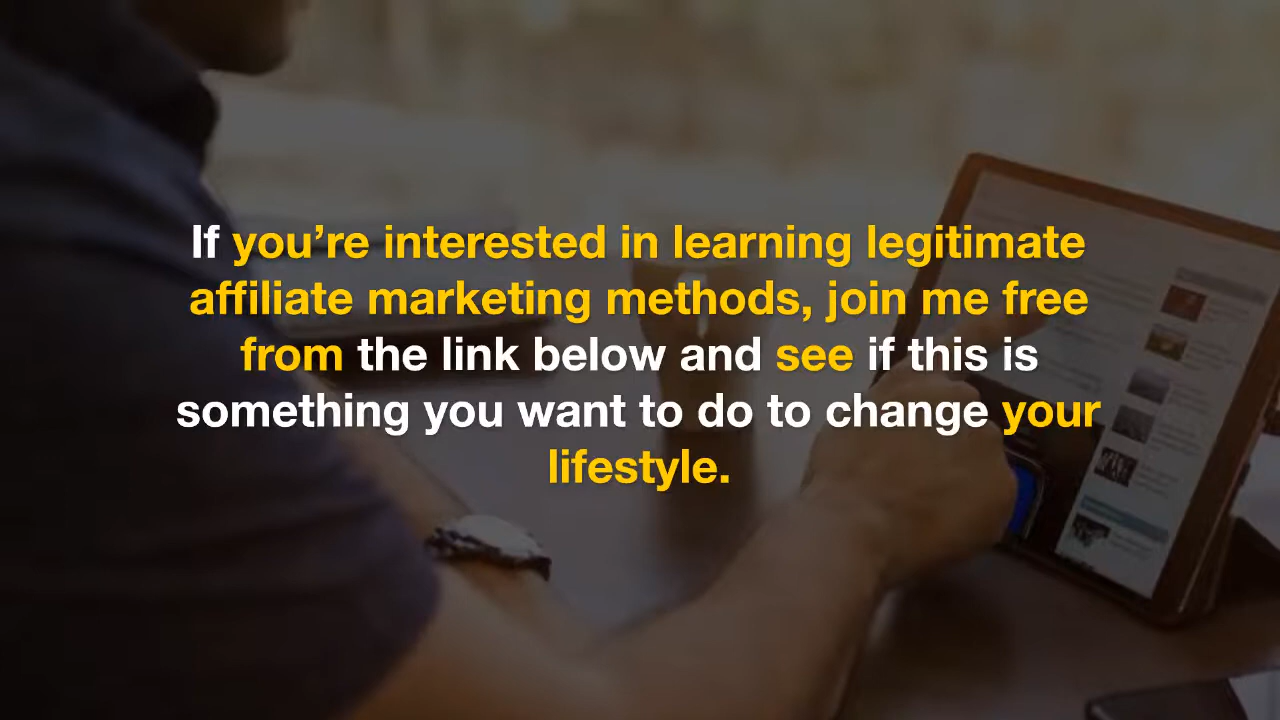 If you’re interested in learning legitimate
affiliate marketing methods, join me free
from the link below and see if this is
something you want to do to change your
lifestyle.